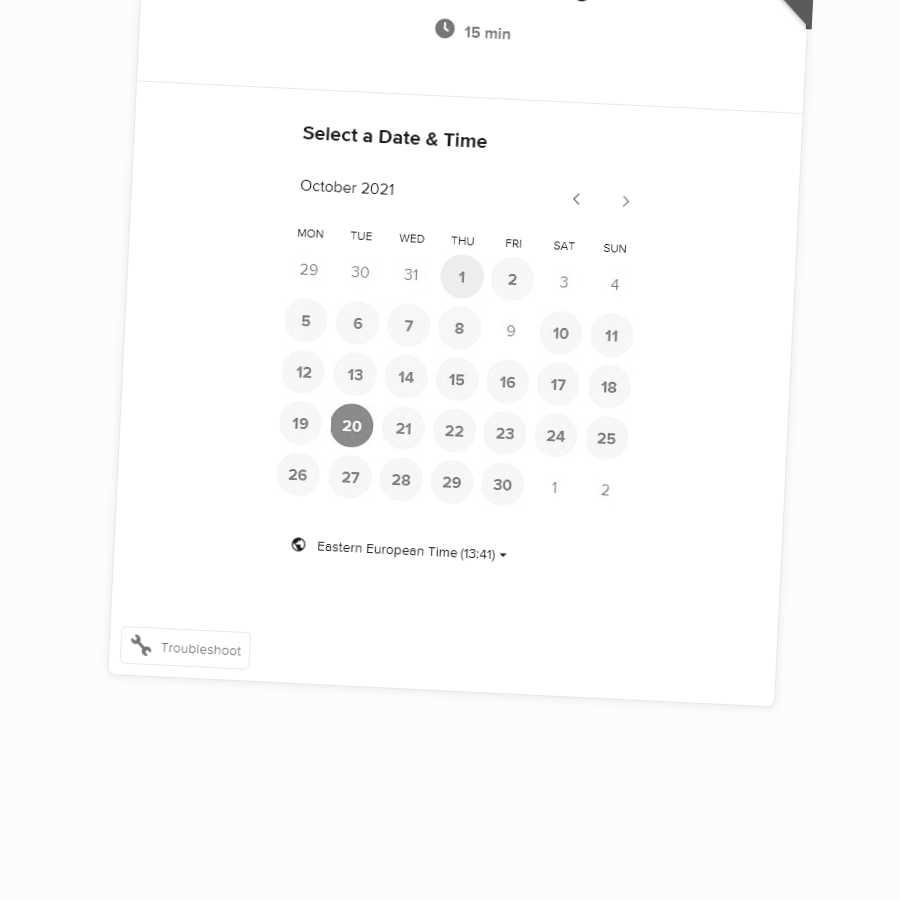 15 min
Select a Date & Time
October 2021
MON TUE WED THU FRI SAT SUN
29 30 31 1 2 3 4
5 6 7 8 9 10 11
12 13 14 15 16 17 18
19 20 21 22 23 24 25
26 27 28 29 30 1 2
Eastern European Time (13:41)
Troubleshoot